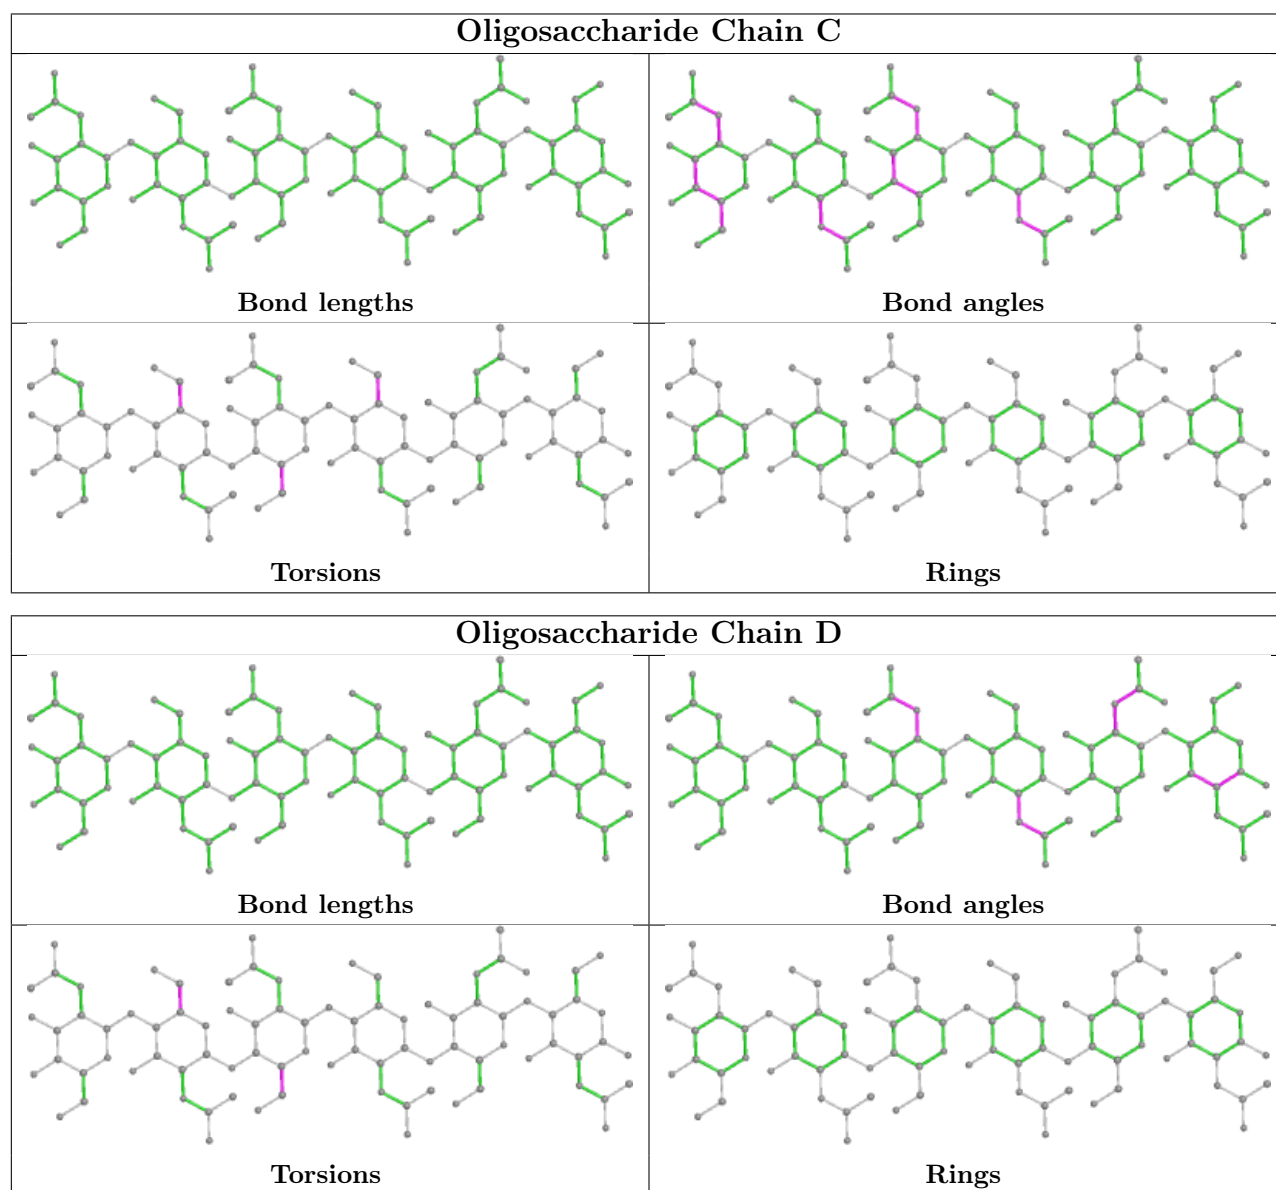 Oligosaccharide Chain C
Bond lengths
Bond angles
Torsions
Rings
Oligosaccharide Chain D
Bond lengths
Bond angles
Torsions
Rings